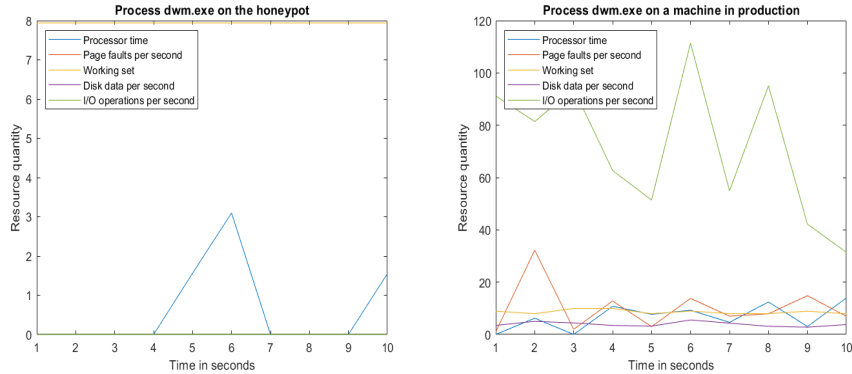 Process dwm.exe on the honeypot
8
7
6
5
4
3
2
1
0
Resource quantity
Processor time
Page faults per second
Working set
Disk data per second
I/O operations per second
1 2 3 4 5 6 7 8 9 10
Time in seconds
Process dwm.exe on a machine in production
120
100
80
60
40
20
0
Resource quantity
Processor time
Page faults per second
Working set
Disk data per second
I/O operations per second
1 2 3 4 5 6 7 8 9 10
Time in seconds